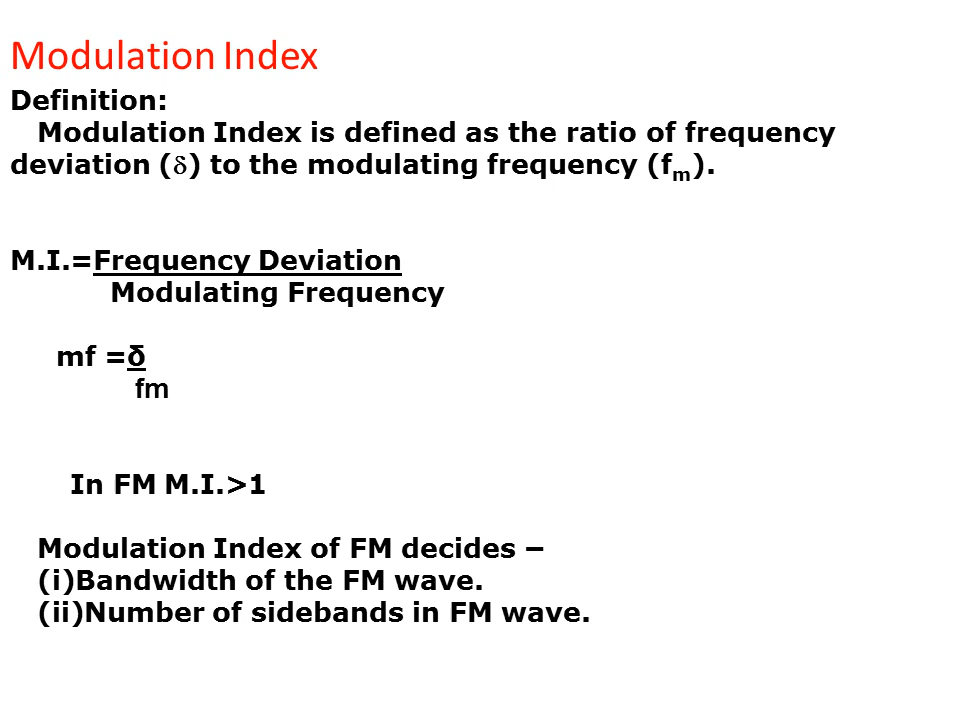 Modulation Index
Definition:
Modulation Index is defined as the ratio of frequency
deviation (δ) to the modulating frequency (fm).
M.I.=Frequency Deviation
Modulating Frequency
mf =δ
fm
In FM M.I.>1
Modulation Index of FM decides –
(i)Bandwidth of the FM wave.
(ii)Number of sidebands in FM wave.